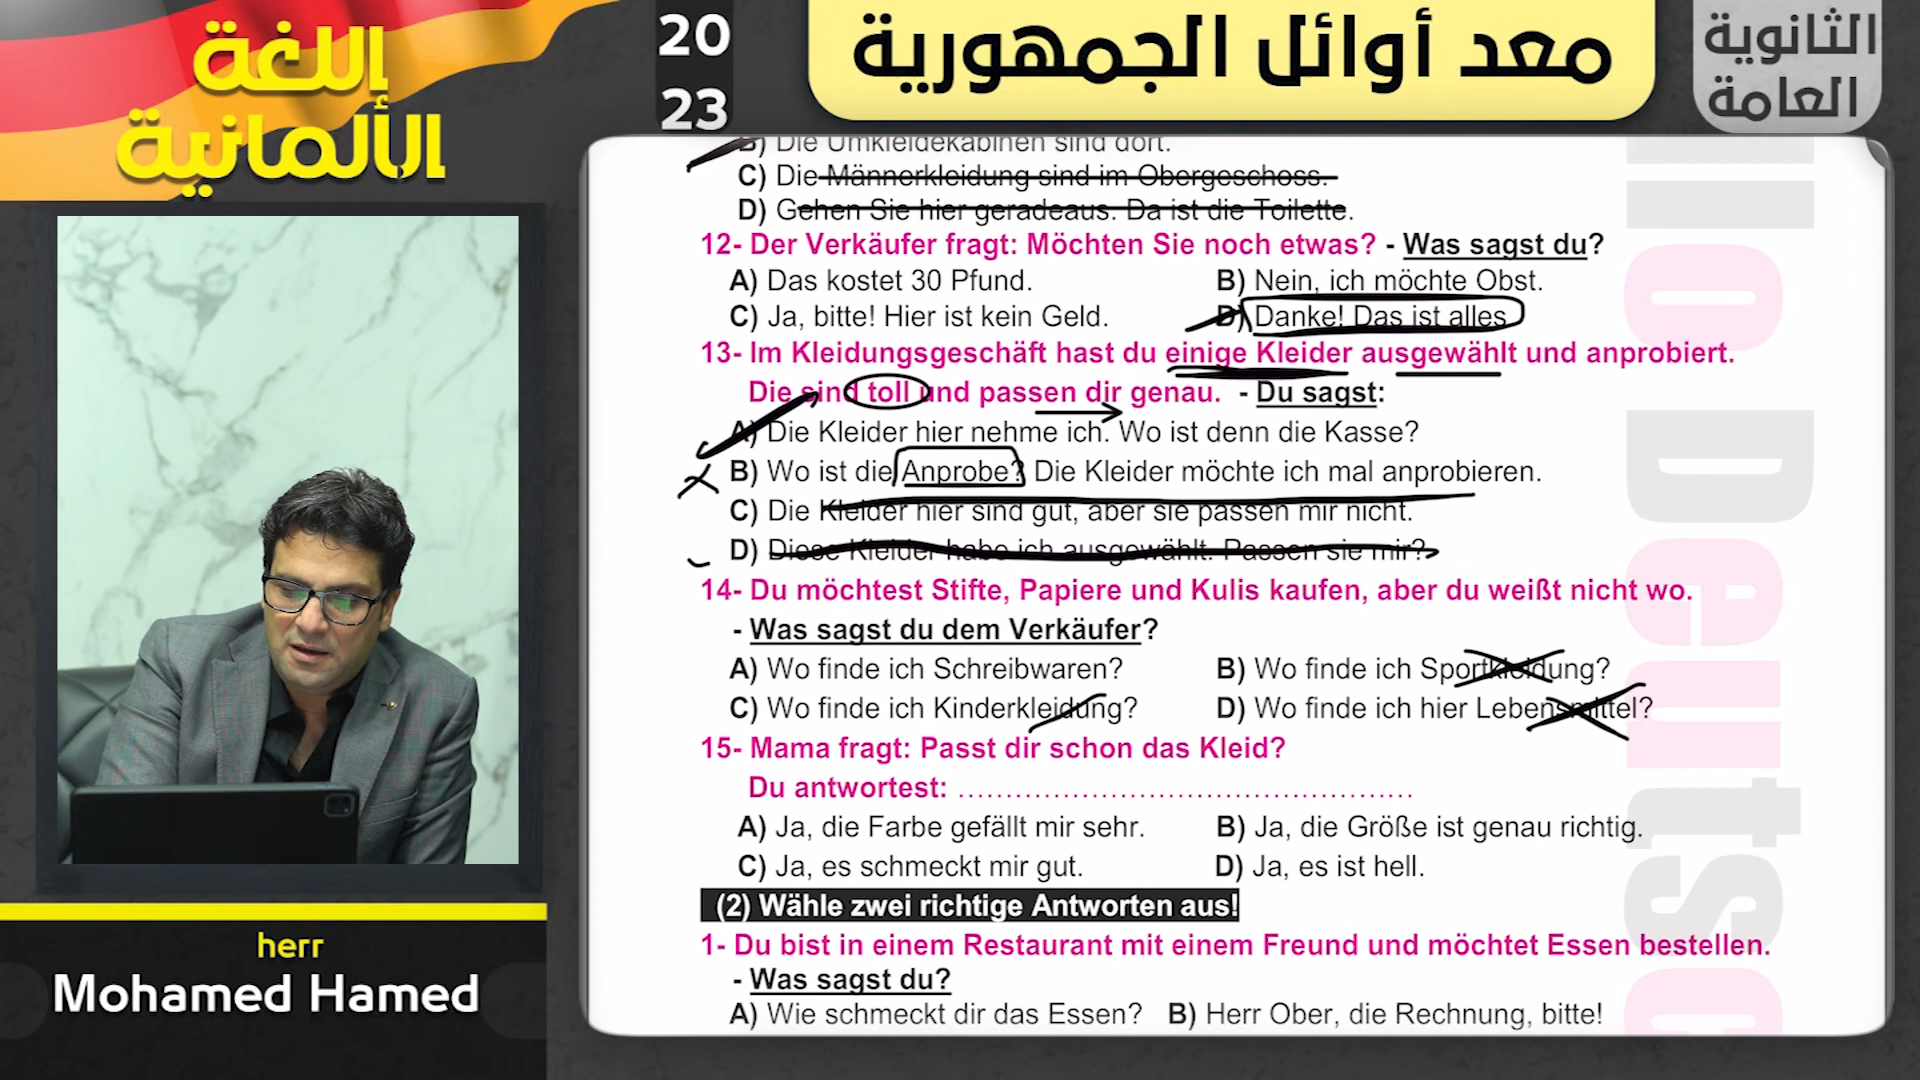 اللغة
الألمانية
20
23
معد أوائل الجمهورية
الثانوية
العامة
B) Die Umkleidekabinen sind dort.
C) Die Männerkleidung sind im Obergeschoss.
D) Gehen Sie hier geradeaus. Da ist die Toilette.
12- Der Verkäufer fragt: Möchten Sie noch etwas? - Was sagst du?
A) Das kostet 30 Pfund. B) Nein, ich möchte Obst.
C) Ja, bitte! Hier ist kein Geld. D) Danke! Das ist alles
13- Im Kleidungsgeschäft hast du einige Kleider ausgewählt und anprobiert.
Die sind toll und passen dir genau. - Du sagst:
A) Die Kleider hier nehme ich. Wo ist denn die Kasse?
B) Wo ist die Anprobe? Die Kleider möchte ich mal anprobieren.
C) Die Kleider hier sind gut, aber sie passen mir nicht.
D) Diese Kleider habe ich ausgewählt. Passen sie mir?
14- Du möchtest Stifte, Papiere und Kulis kaufen, aber du weißt nicht wo.
- Was sagst du dem Verkäufer?
A) Wo finde ich Schreibwaren? B) Wo finde ich Sportkleidung?
C) Wo finde ich Kinderkleidung? D) Wo finde ich hier Lebensmittel?
15- Mama fragt: Passt dir schon das Kleid?
Du antwortest: ................................................
A) Ja, die Farbe gefällt mir sehr. B) Ja, die Größe ist genau richtig.
C) Ja, es schmeckt mir gut. D) Ja, es ist hell.
(2) Wähle zwei richtige Antworten aus!
1- Du bist in einem Restaurant mit einem Freund und möchtet Essen bestellen.
- Was sagst du?
A) Wie schmeckt dir das Essen? B) Herr Ober, die Rechnung, bitte!
herr
Mohamed Hamed